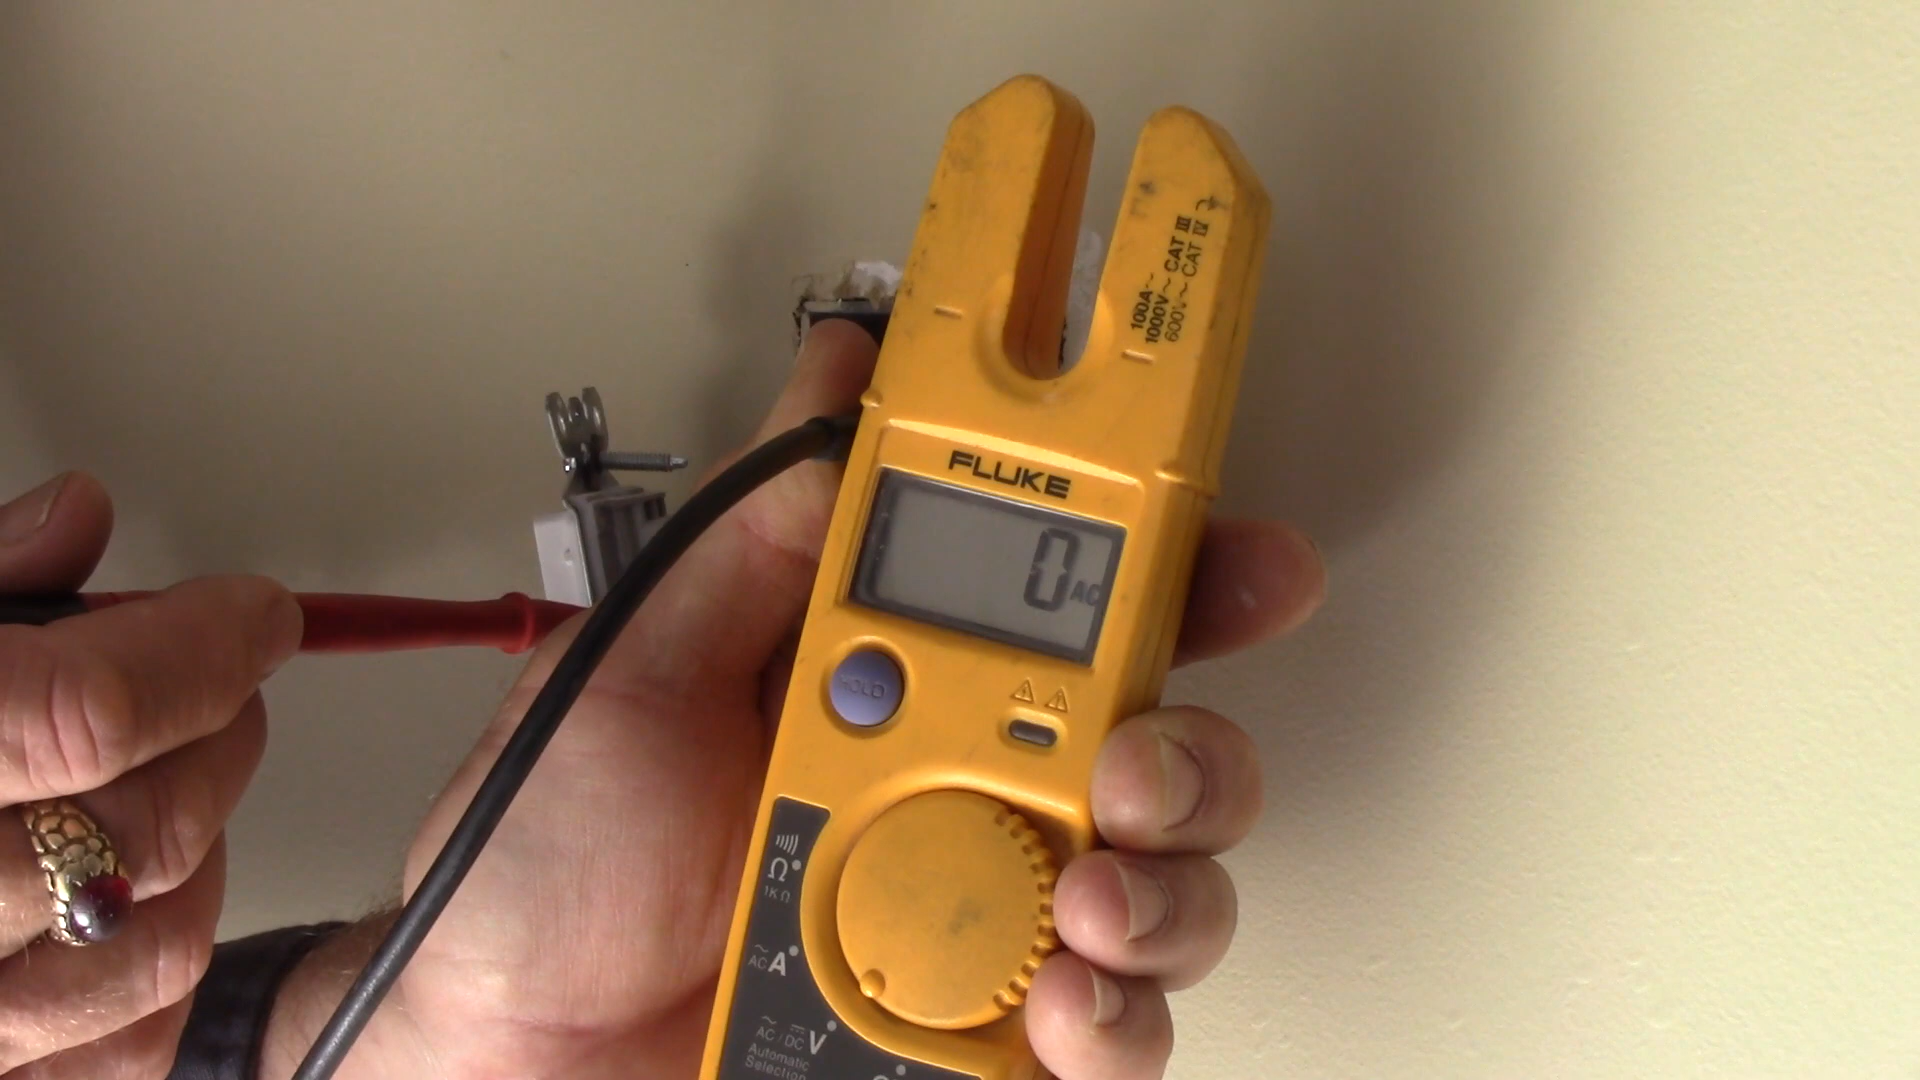 100A~
1000V~ CAT III
600V~ CAT IV
FLUKE
0 AC
HOLD
Ω
1KΩ
AC A
AC/DC V
Automatic
Selection